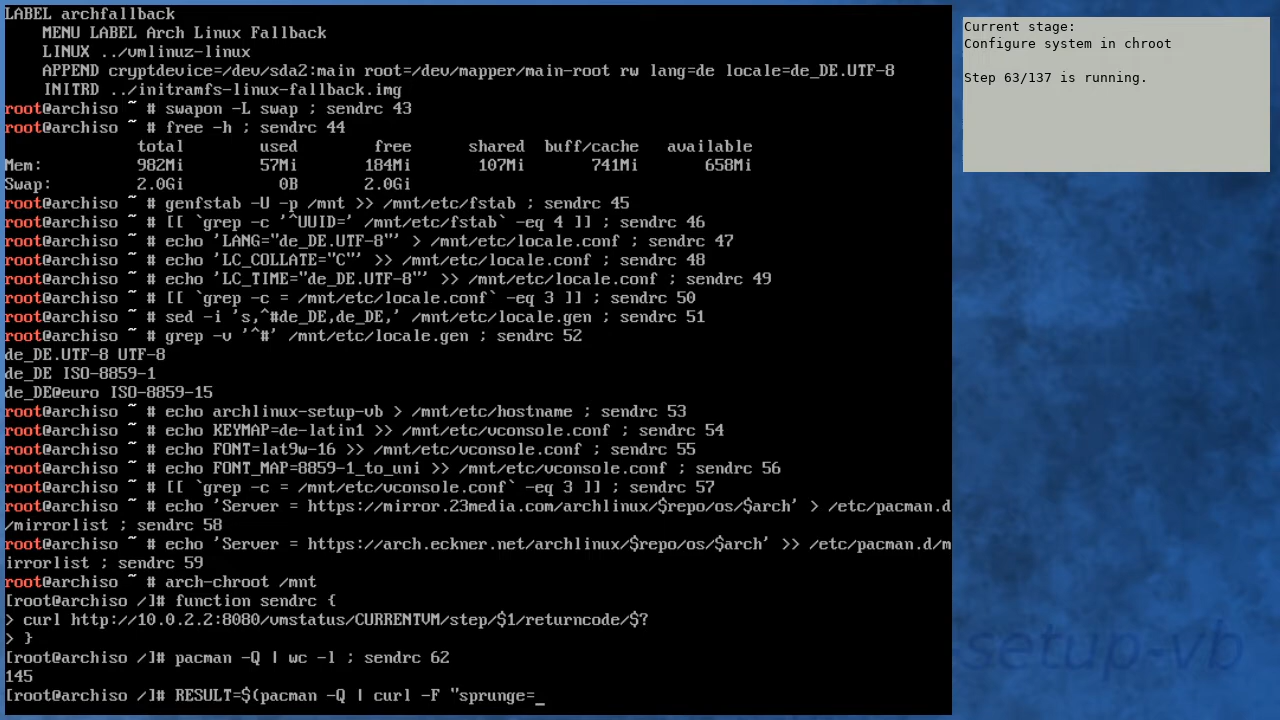 LABEL archfallback
    MENU LABEL Arch Linux Fallback
    LINUX ../vmlinuz-linux
    APPEND cryptdevice=/dev/sda2:main root=/dev/mapper/main-root rw lang=de locale=de_DE.UTF-8
    INITRD ../initramfs-linux-fallback.img
root@archiso ~ # swapon -L swap ; sendrc 43
root@archiso ~ # free -h ; sendrc 44
              total        used        free      shared  buff/cache   available
Mem:          982Mi        57Mi       184Mi       107Mi       741Mi       658Mi
Swap:         2.0Gi          0B       2.0Gi
root@archiso ~ # genfstab -U -p /mnt >> /mnt/etc/fstab ; sendrc 45
root@archiso ~ # [[ `grep -c '^UUID=' /mnt/etc/fstab` -eq 4 ]] ; sendrc 46
root@archiso ~ # echo 'LANG="de_DE.UTF-8"' > /mnt/etc/locale.conf ; sendrc 47
root@archiso ~ # echo 'LC_COLLATE="C"' >> /mnt/etc/locale.conf ; sendrc 48
root@archiso ~ # echo 'LC_TIME="de_DE.UTF-8"' >> /mnt/etc/locale.conf ; sendrc 49
root@archiso ~ # [[ `grep -c = /mnt/etc/locale.conf` -eq 3 ]] ; sendrc 50
root@archiso ~ # sed -i 's,^#de_DE,de_DE,' /mnt/etc/locale.gen ; sendrc 51
root@archiso ~ # grep -v '^#' /mnt/etc/locale.gen ; sendrc 52
de_DE.UTF-8 UTF-8
de_DE ISO-8859-1
de_DE@euro ISO-8859-15
root@archiso ~ # echo archlinux-setup-vb > /mnt/etc/hostname ; sendrc 53
root@archiso ~ # echo KEYMAP=de-latin1 >> /mnt/etc/vconsole.conf ; sendrc 54
root@archiso ~ # echo FONT=lat9w-16 >> /mnt/etc/vconsole.conf ; sendrc 55
root@archiso ~ # echo FONT_MAP=8859-1_to_uni >> /mnt/etc/vconsole.conf ; sendrc 56
root@archiso ~ # [[ `grep -c = /mnt/etc/vconsole.conf` -eq 3 ]] ; sendrc 57
root@archiso ~ # echo 'Server = https://mirror.23media.com/archlinux/$repo/os/$arch' > /etc/pacman.d
/mirrorlist ; sendrc 58
root@archiso ~ # echo 'Server = https://arch.eckner.net/archlinux/$repo/os/$arch' >> /etc/pacman.d/m
irrorlist ; sendrc 59
root@archiso ~ # arch-chroot /mnt
[root@archiso /]# function sendrc {
> curl http://10.0.2.2:8080/vmstatus/CURRENTVM/step/$1/returncode/$?
> }
[root@archiso /]# pacman -Q | wc -l ; sendrc 62
145
[root@archiso /]# RESULT=$(pacman -Q | curl -F "sprunge=_
Current stage:
Configure system in chroot
Step 63/137 is running.
setup-vb